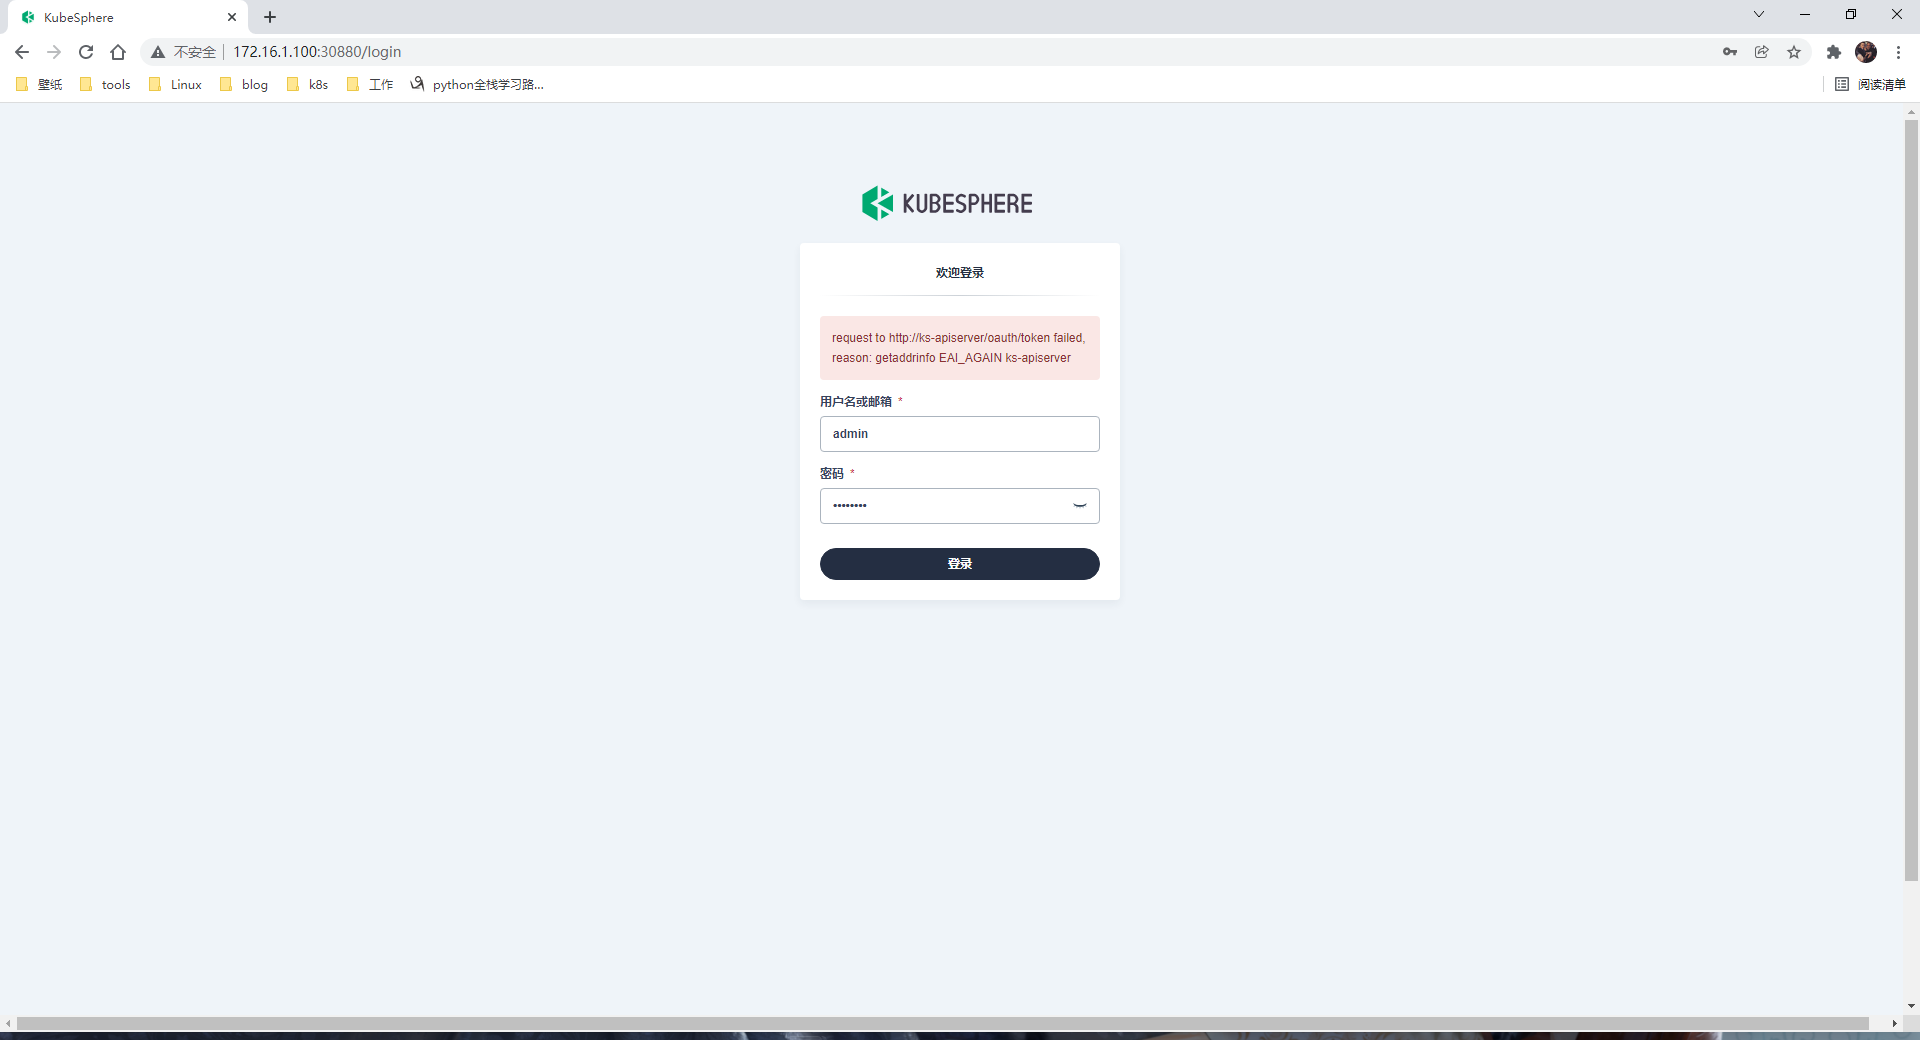 KubeSphere
不安全 172.16.1.100:30880/login
壁纸 tools Linux blog k8s 工作 python全栈学习路... 阅读清单
KUBESPHERE
欢迎登录
request to http://ks-apiserver/oauth/token failed,
reason: getaddrinfo EAI_AGAIN ks-apiserver
用户名或邮箱 *
admin
密码 *
••••••••
登录